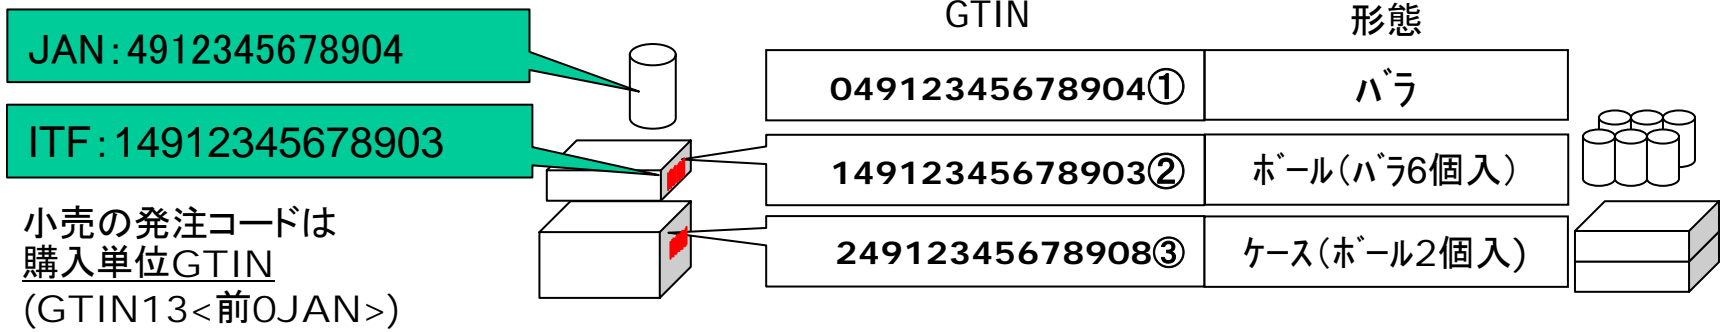 GTIN 形態
JAN:4912345678904
04912345678904① バラ
ITF:14912345678903
14912345678903② ボール(バラ6個入)
小売の発注コードは
購入単位GTIN
(GTIN13<前0JAN>)
24912345678908③ ケース(ボール2個入)